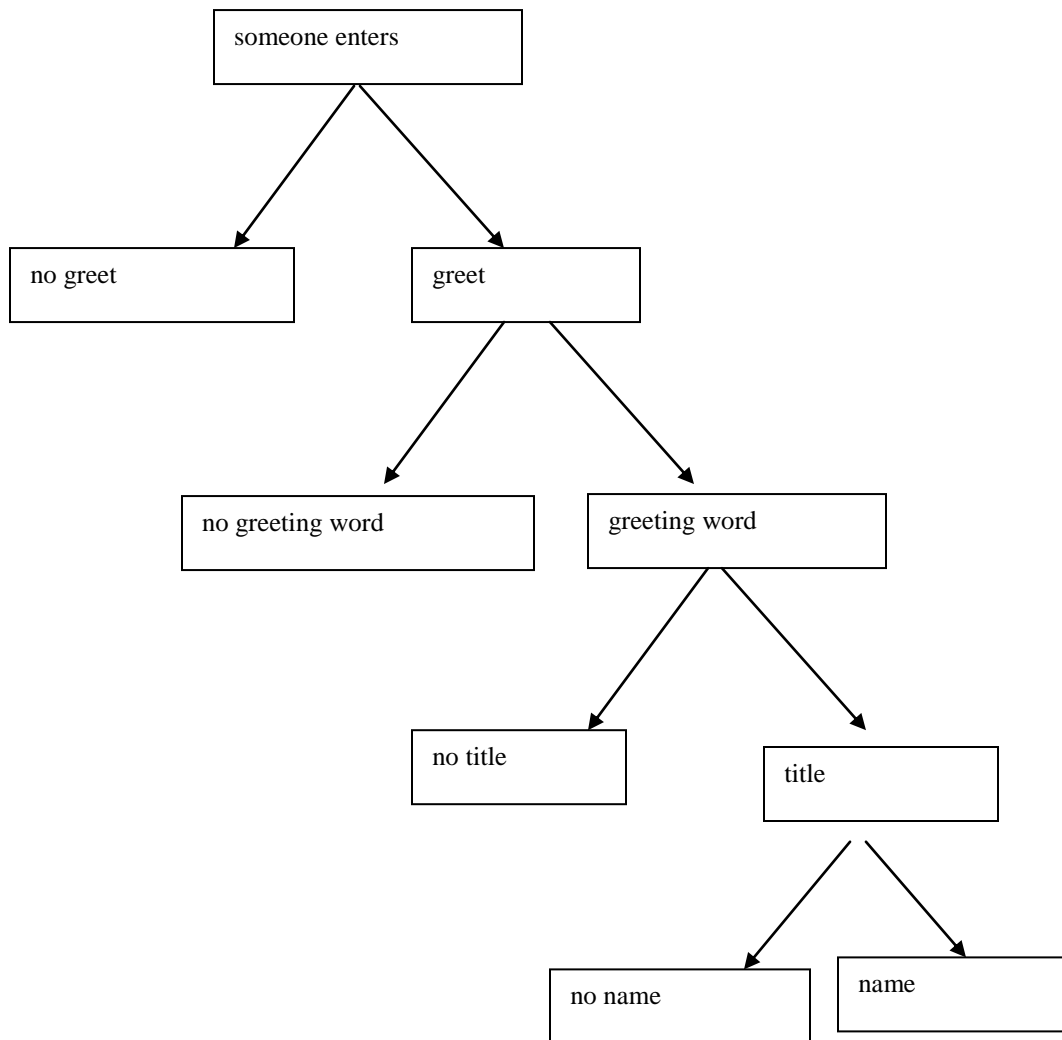 someone enters
no greet
greet
no greeting word
greeting word
no title
title
no name
name